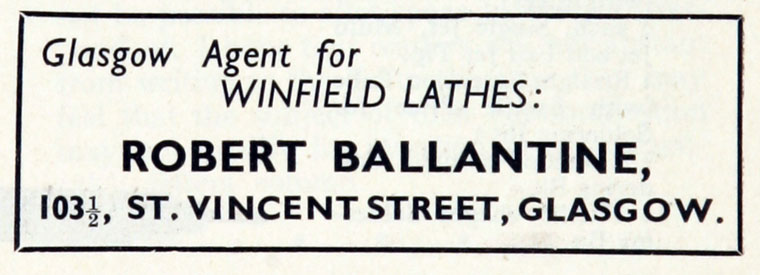 Glasgow Agent for
WINFIELD LATHES:
ROBERT BALLANTINE,
103½, ST. VINCENT STREET, GLASGOW.